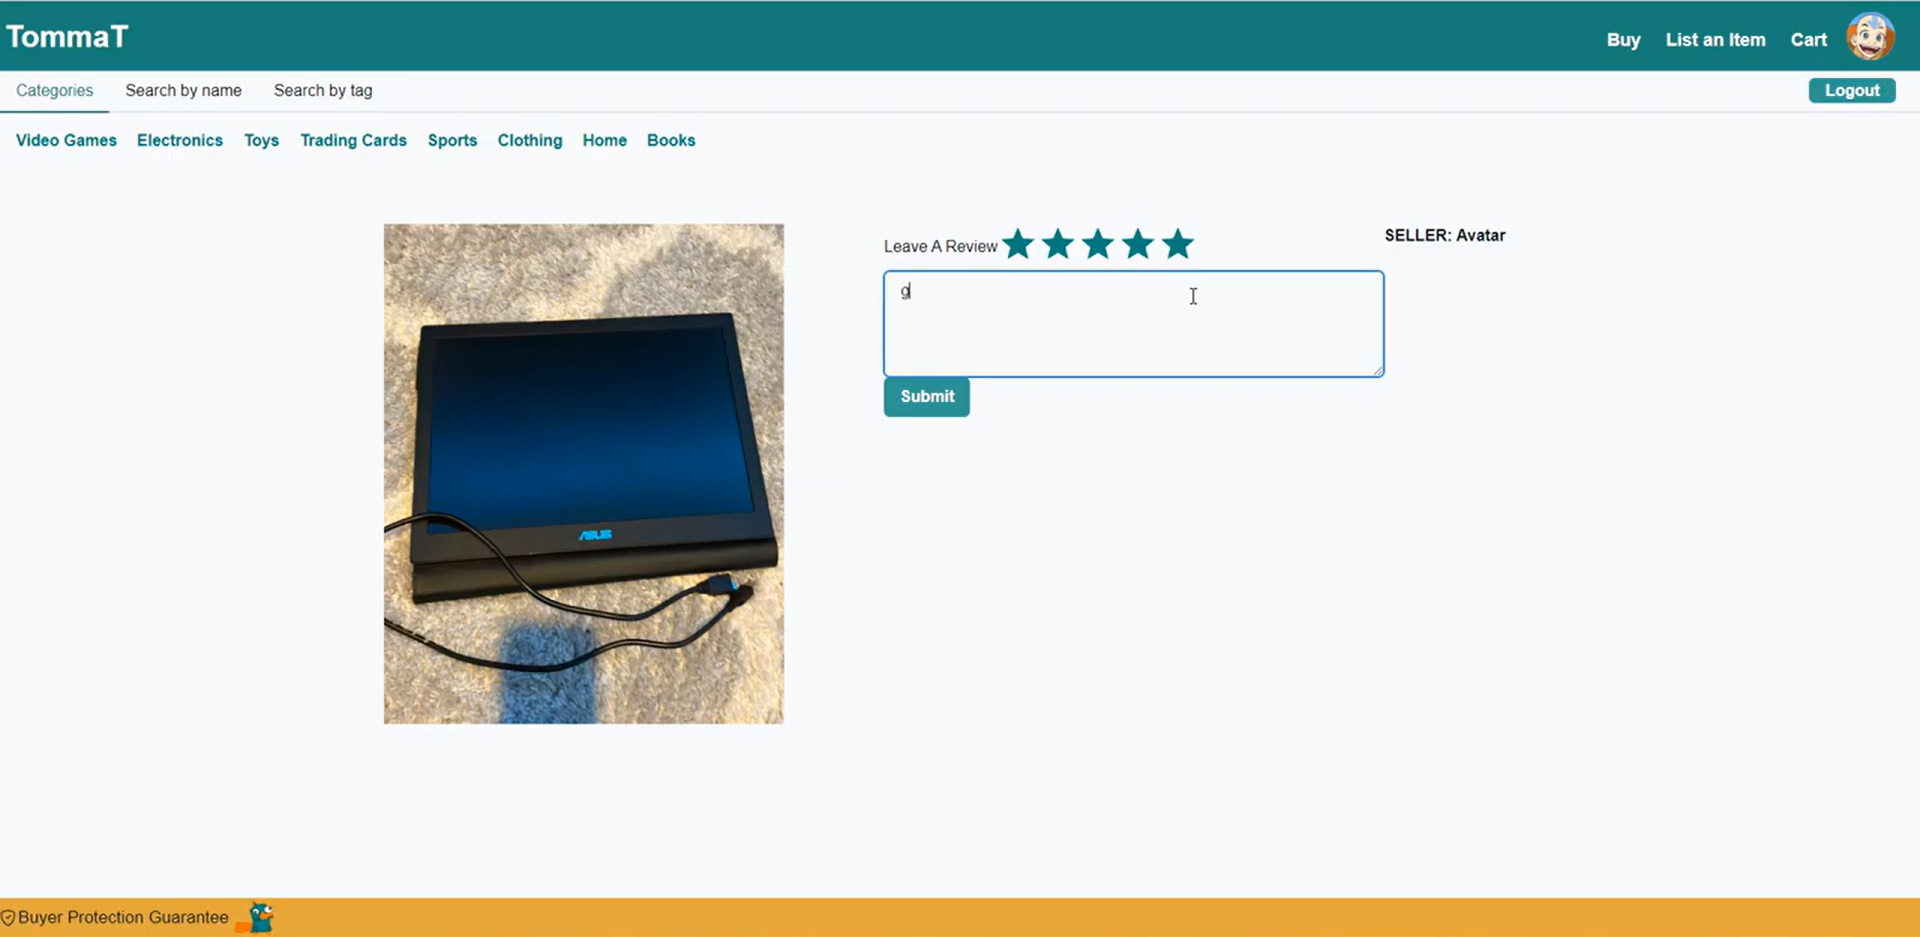 TommaT
Buy List an Item Cart
Categories Search by name Search by tag
Logout
Video Games Electronics Toys Trading Cards Sports Clothing Home Books
Leave A Review
SELLER: Avatar
g
Submit
ASUS
Buyer Protection Guarantee